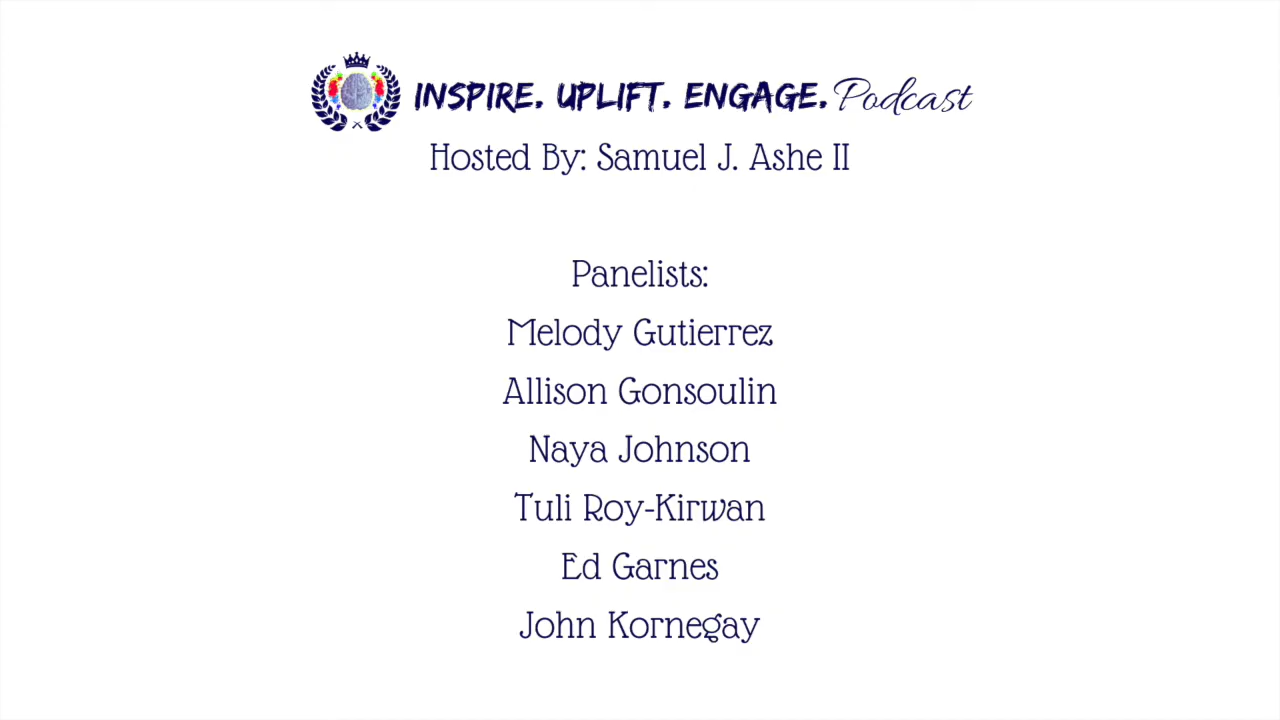 INSPIRE. UPLIFT. ENGAGE. Podcast
Hosted By: Samuel J. Ashe II
Panelists:
Melody Gutierrez
Allison Gonsoulin
Naya Johnson
Tuli Roy-Kirwan
Ed Garnes
John Kornegay